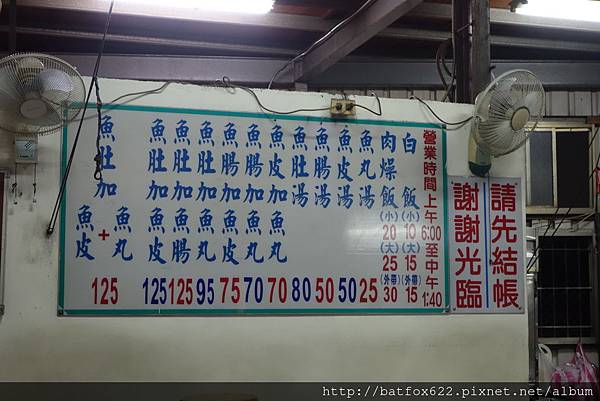 魚肚加魚皮+魚丸 125
魚肚加魚皮 125
魚肚加魚腸 125
魚肚加魚丸 95
魚腸加魚皮 75
魚腸加魚丸 70
魚皮加魚丸 70
魚肚湯 80
魚腸湯 50
魚皮湯 50
魚丸湯 25
肉燥飯 (小) 20 (大) 25 (外帶) 30
白飯 (小) 10 (大) 15 (外帶) 15
營業時間 上午6:00至中午1:40
請先結帳
謝謝光臨
http://batfox622.pixnet.net/album